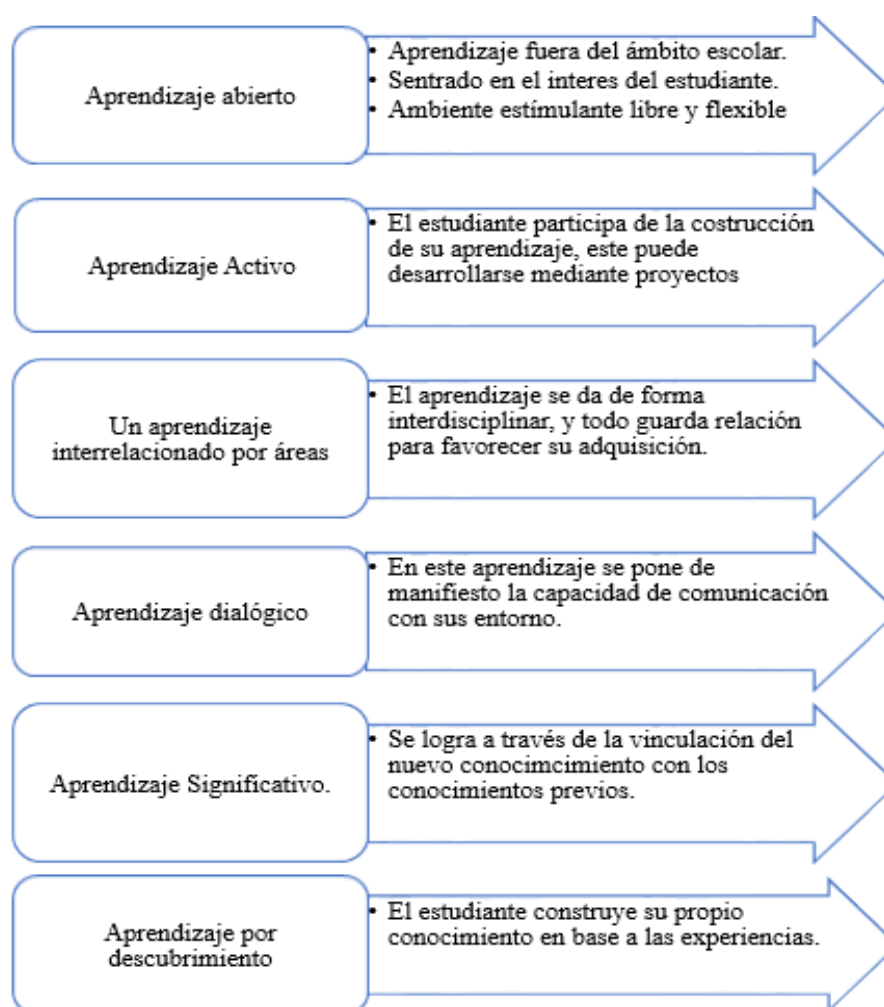 Aprendizaje abierto
• Aprendizaje fuera del ámbito escolar.
• Sentrado en el interes del estudiante.
• Ambiente estímulante libre y flexible
Aprendizaje Activo
• El estudiante participa de la costrucción
de su aprendizaje, este puede
desarrollarse mediante proyectos
Un aprendizaje
interrelacionado por áreas
• El aprendizaje se da de forma
interdisciplinar, y todo guarda relación
para favorecer su adquisición.
Aprendizaje dialógico
• En este aprendizaje se pone de
manifiesto la capacidad de comunicación
con sus entorno.
Aprendizaje Significativo.
• Se logra a través de la vinculación del
nuevo conocimcimiento con los
conocimientos previos.
Aprendizaje por
descubrimiento
• El estudiante construye su propio
conocimiento en base a las experiencias.